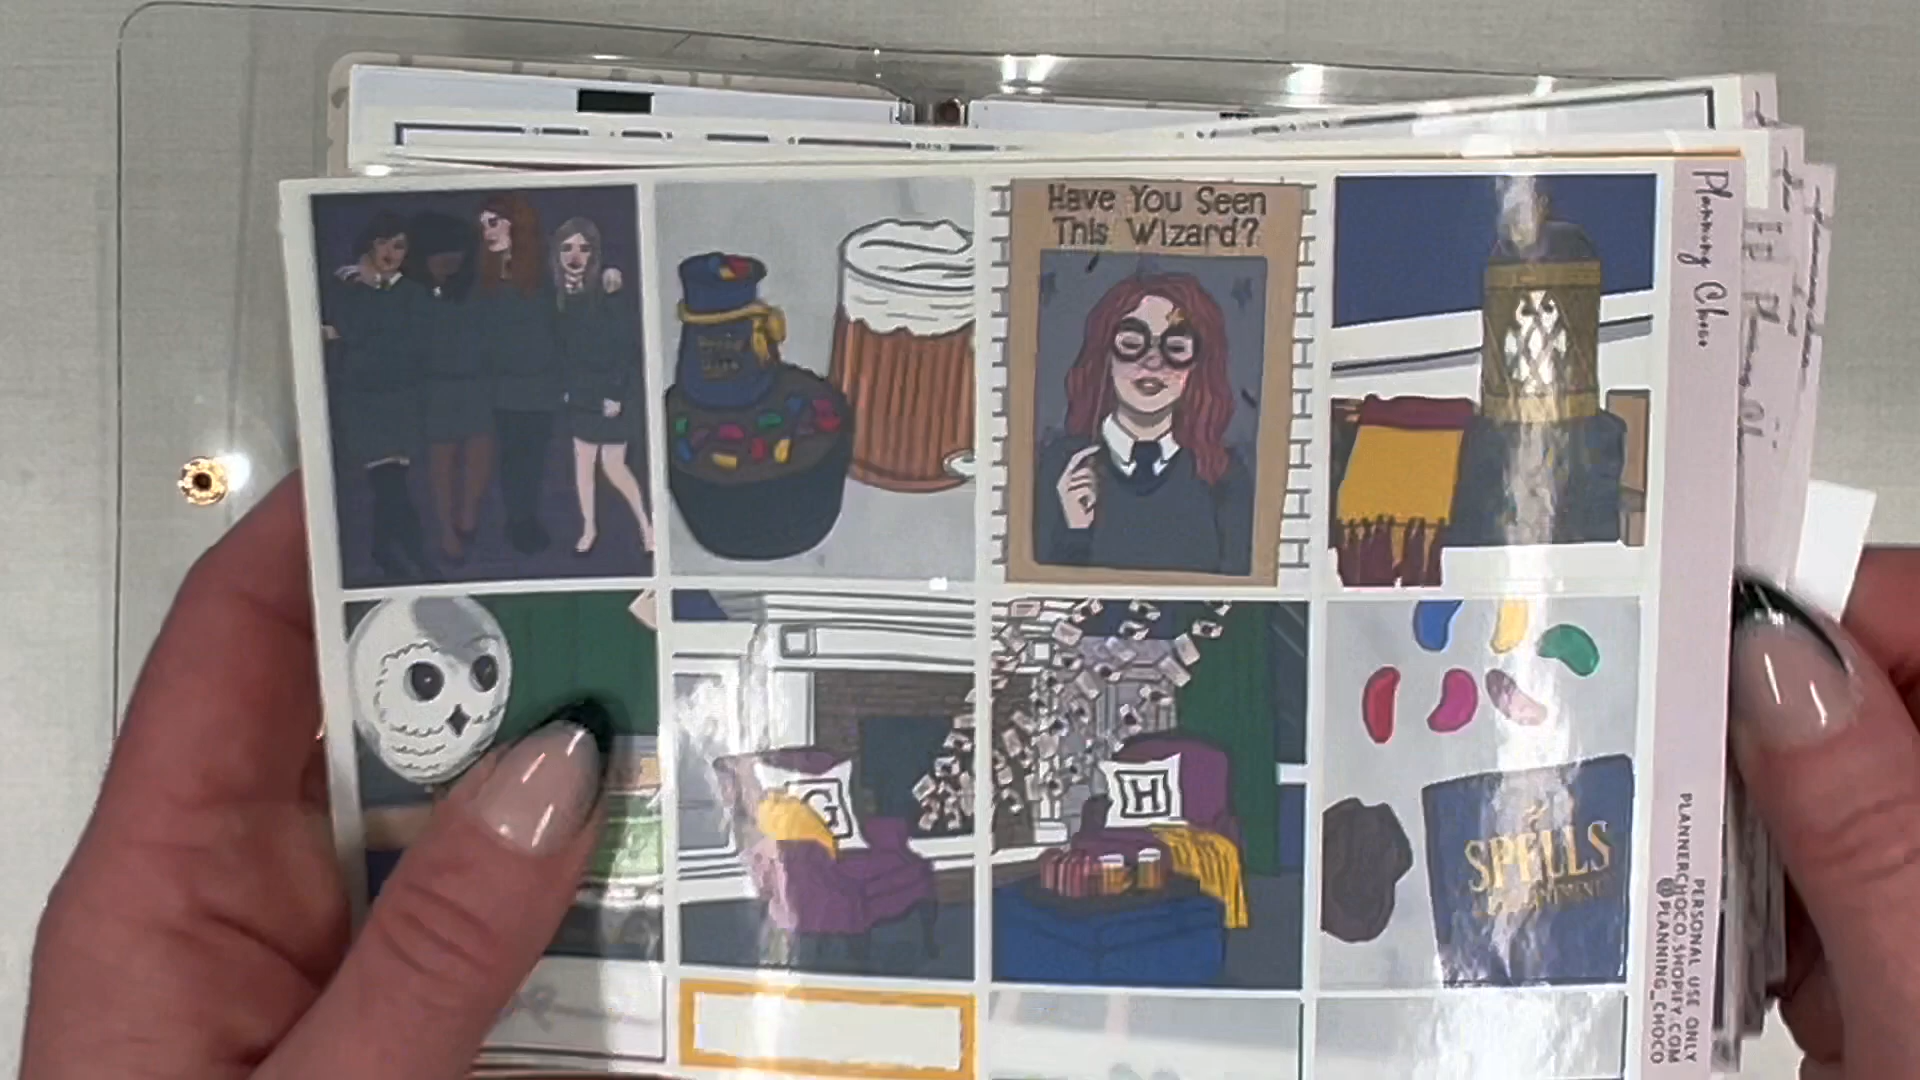 Have You Seen
This Wizard?
Planning Choco
G
H
SPELLS
PERSONAL USE ONLY
PLANNERCHOCO.SHOPIFY.COM
@PLANNING_CHOCO